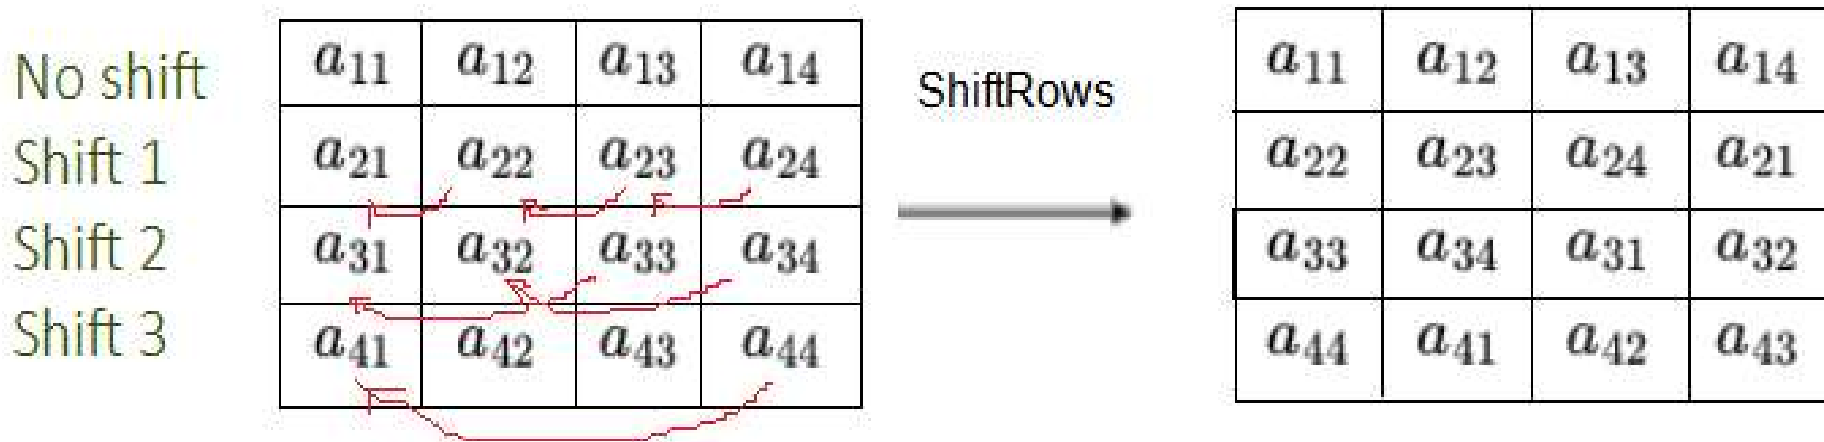 No shift
Shift 1
Shift 2
Shift 3
a11 a12 a13 a14
a21 a22 a23 a24
a31 a32 a33 a34
a41 a42 a43 a44
ShiftRows
a11 a12 a13 a14
a22 a23 a24 a21
a33 a34 a31 a32
a44 a41 a42 a43